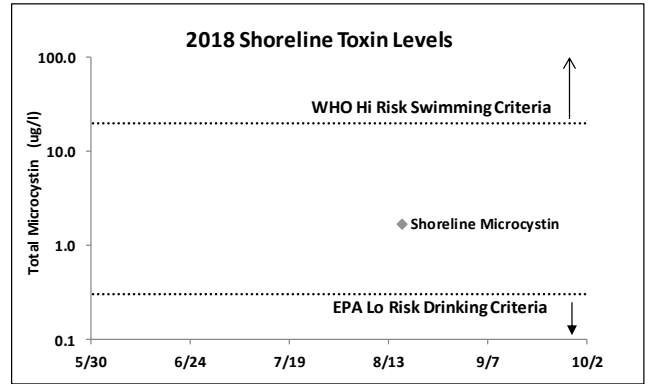 2018 Shoreline Toxin Levels
100.0
WHO Hi Risk Swimming Criteria
10.0
Total Microcystin (ug/l)
Shoreline Microcystin
1.0
EPA Lo Risk Drinking Criteria
0.1
5/30 6/24 7/19 8/13 9/7 10/2